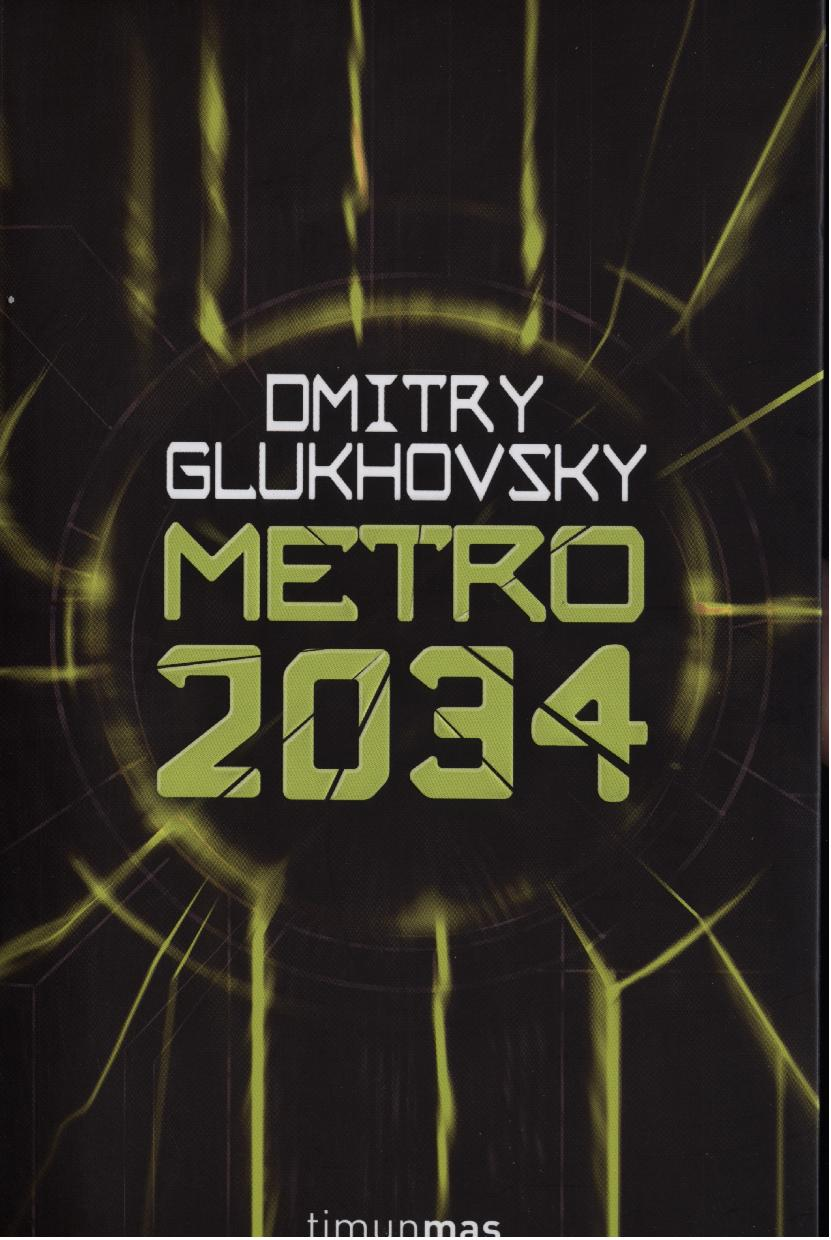 DMITRY
GLUKHOVSKY
METRO
2034
timunmas